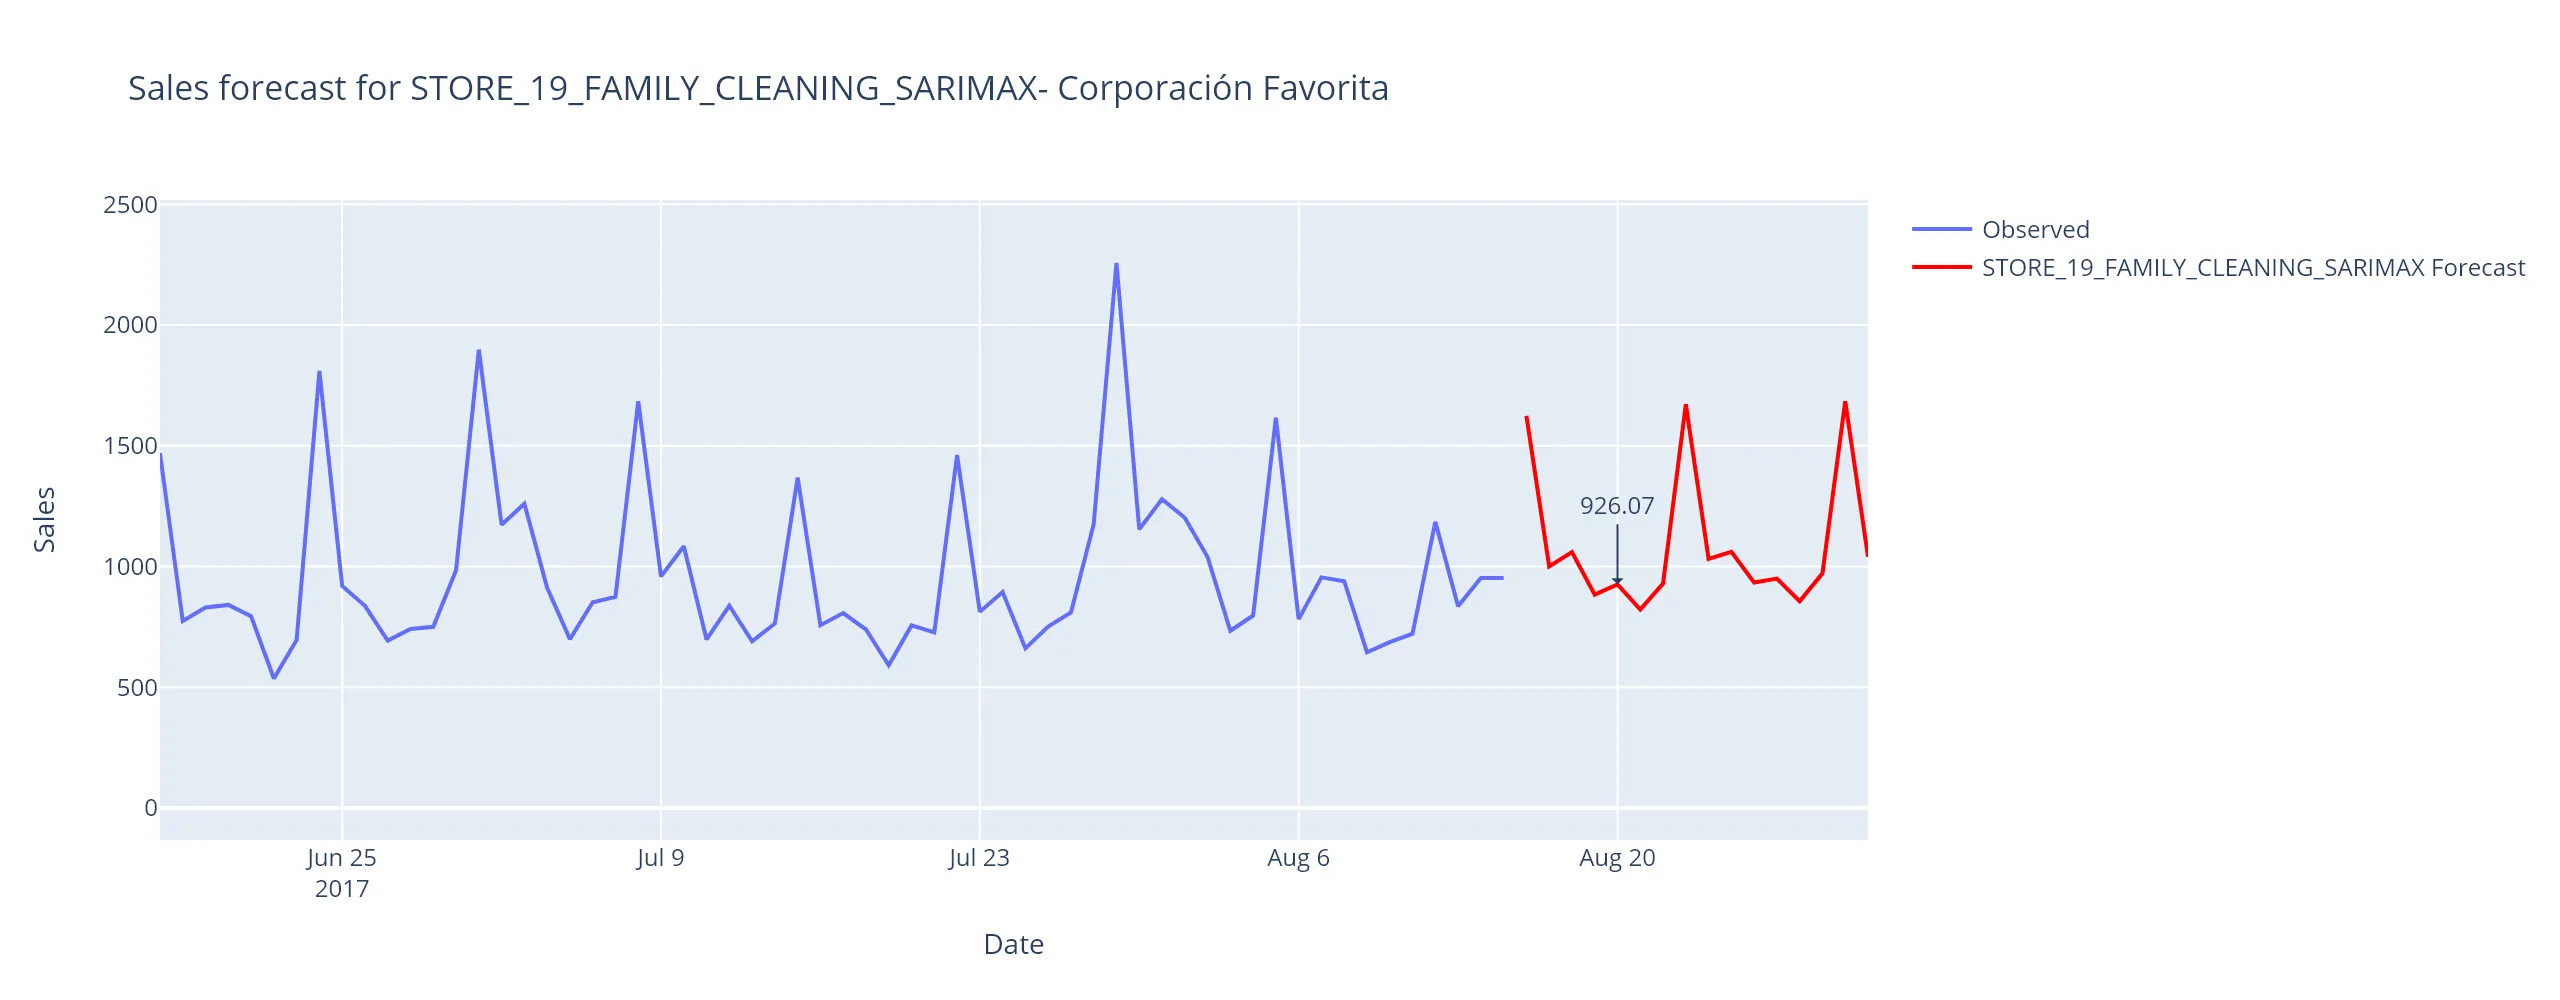 Sales forecast for STORE_19_FAMILY_CLEANING_SARIMAX- Corporación Favorita
Observed
STORE_19_FAMILY_CLEANING_SARIMAX Forecast
2500
2000
1500
1000
500
0
Sales
926.07
Jun 25
2017
Jul 9
Jul 23
Aug 6
Aug 20
Date